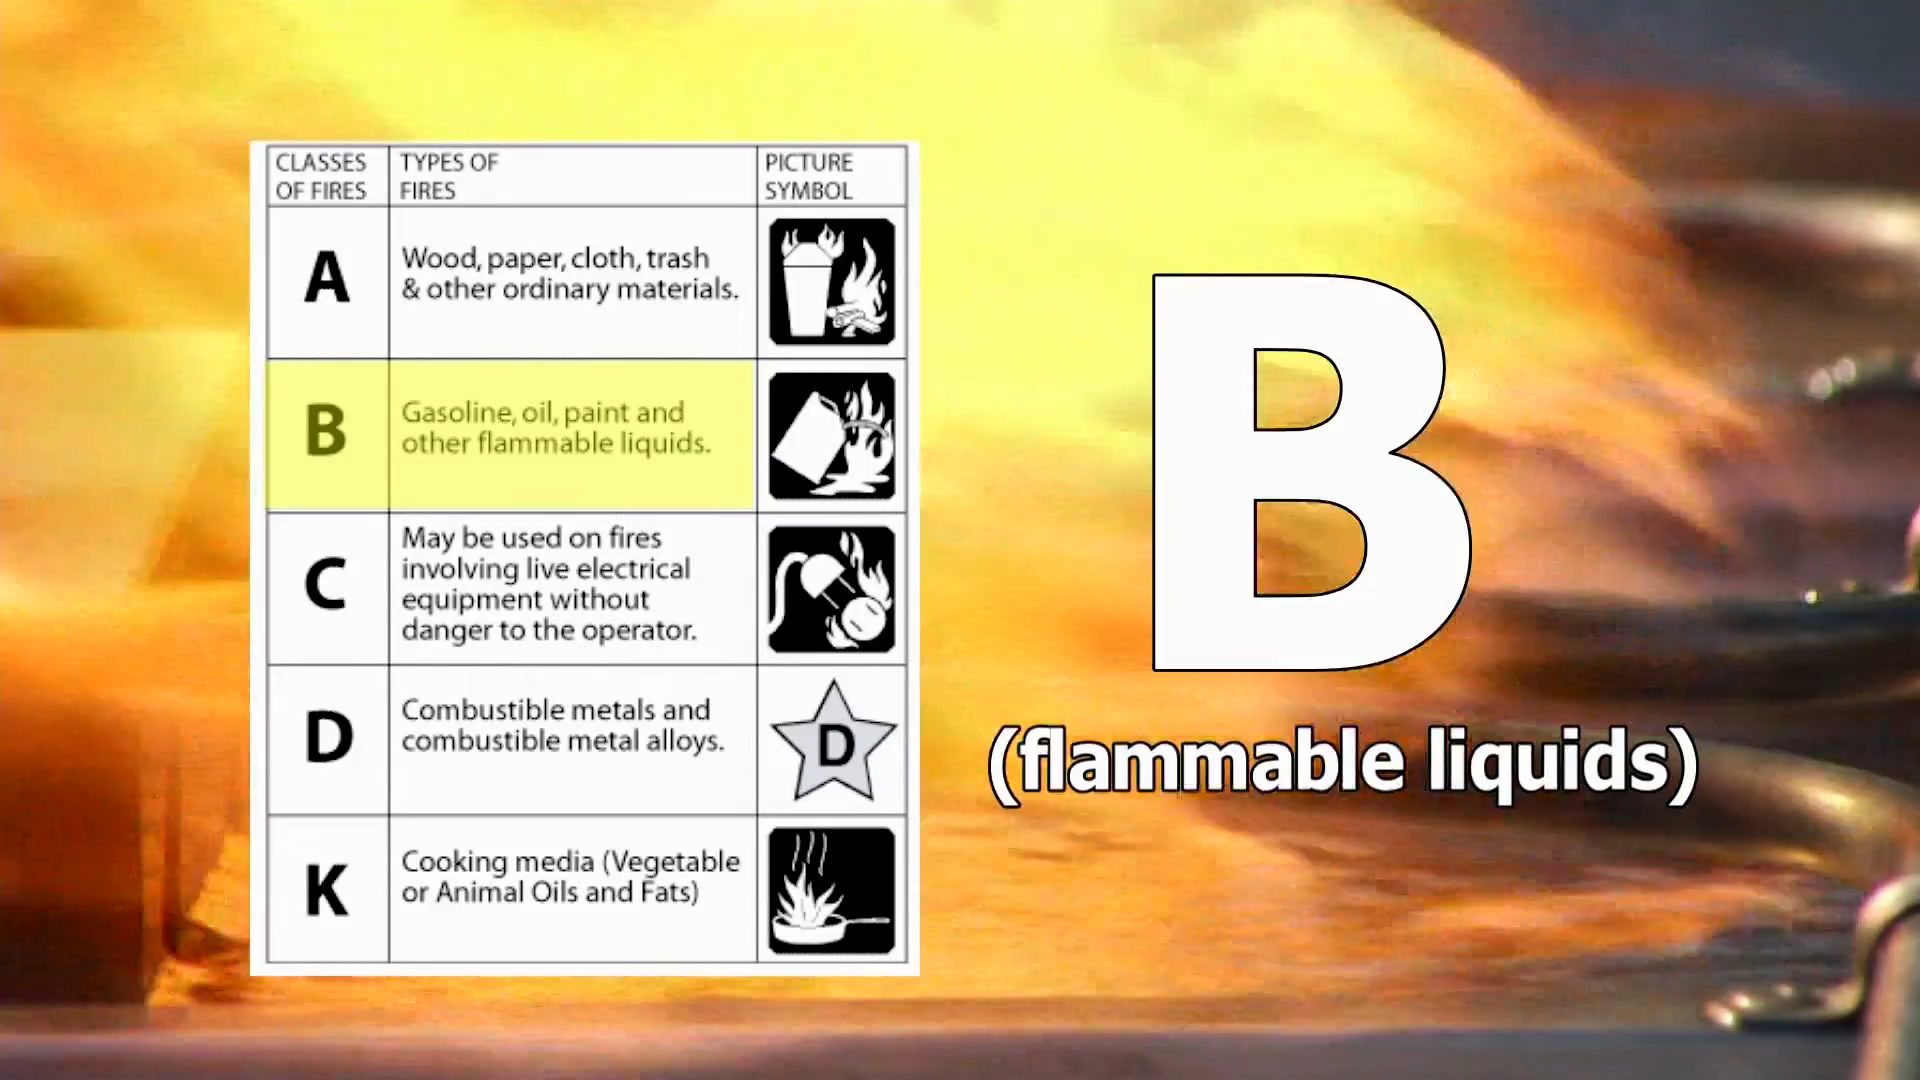 CLASSES
OF FIRES
TYPES OF
FIRES
PICTURE
SYMBOL
A
Wood, paper, cloth, trash
& other ordinary materials.
B
Gasoline, oil, paint and
other flammable liquids.
C
May be used on fires
involving live electrical
equipment without
danger to the operator.
D
Combustible metals and
combustible metal alloys.
D
K
Cooking media (Vegetable
or Animal Oils and Fats)
B
(flammable liquids)